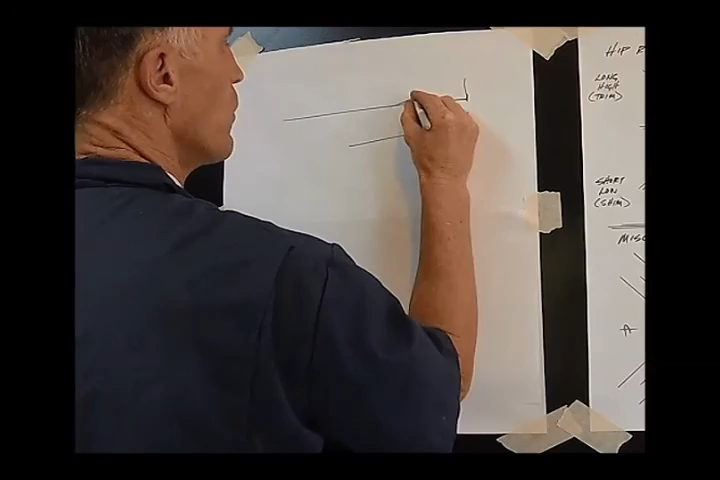 HIP R
LONG
HIGH
(TRIM)
SHORT
LOW
(SHIM)
MISC
A